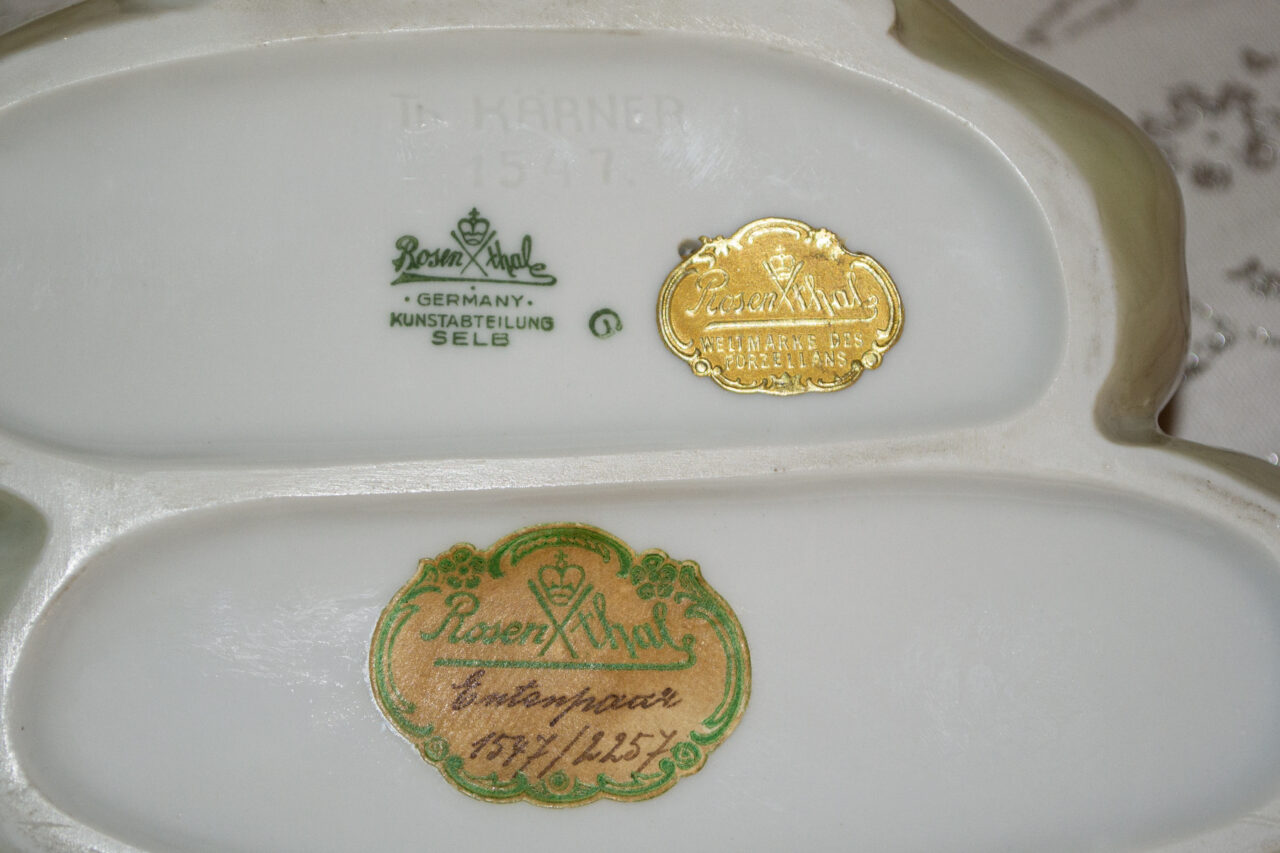 Th. KÄRNER
1547.
Rosenthal
· GERMANY ·
KUNSTABTEILUNG
SELB
Rosenthal
WELTMARKE DES
PORZELLANS
Rosenthal
Entenpaar
1547/2257